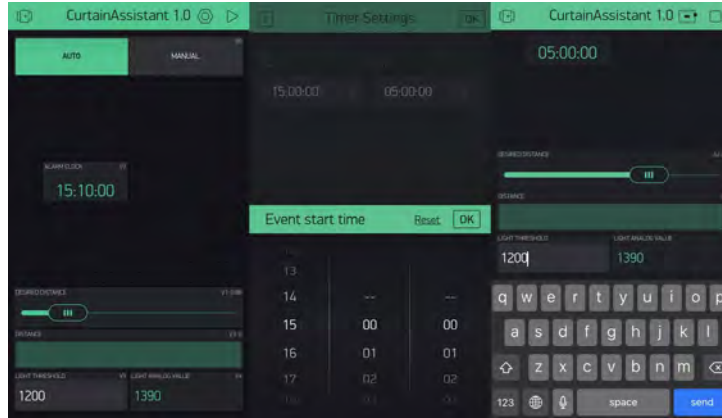 CurtainAssistant 1.0
AUTO
MANUAL
ALARM CLOCK
15:10:00
DESIRED DISTANCE
DISTANCE
LIGHT THRESHOLD
LIGHT ANALOG VALUE
1200
1390
Timer Settings
OK
15:00:00
05:00:00
Event start time
Reset
OK
13
14 -- --
15 00 00
16 01 01
17 02 02
CurtainAssistant 1.0
05:00:00
DESIRED DISTANCE
DISTANCE
LIGHT THRESHOLD
LIGHT ANALOG VALUE
1200
1390
q w e r t y u i o p
a s d f g h j k l
z x c v b n m
123
space
send